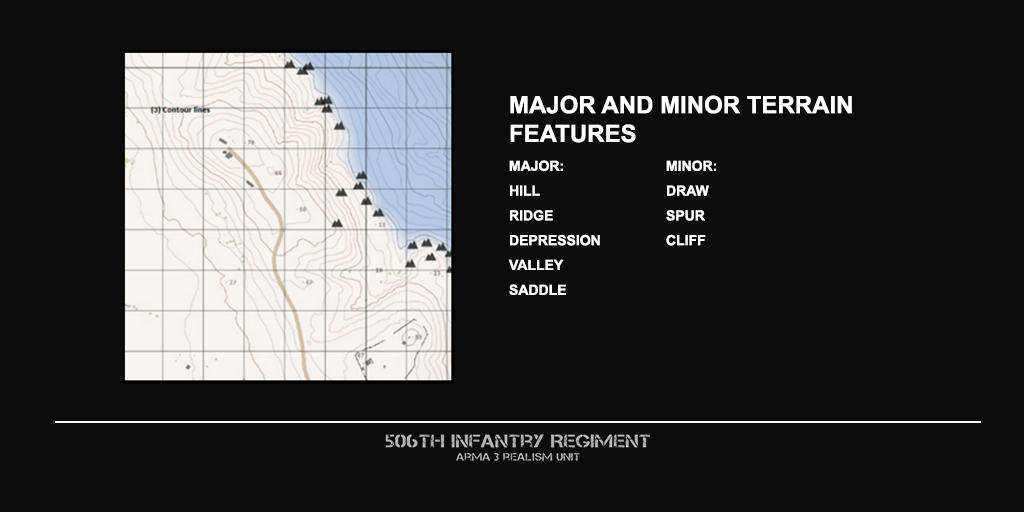 (3) Contour lines
MAJOR AND MINOR TERRAIN
FEATURES
MAJOR:
MINOR:
HILL
DRAW
RIDGE
SPUR
DEPRESSION
CLIFF
VALLEY
SADDLE
506TH INFANTRY REGIMENT
ARMA 3 REALISM UNIT